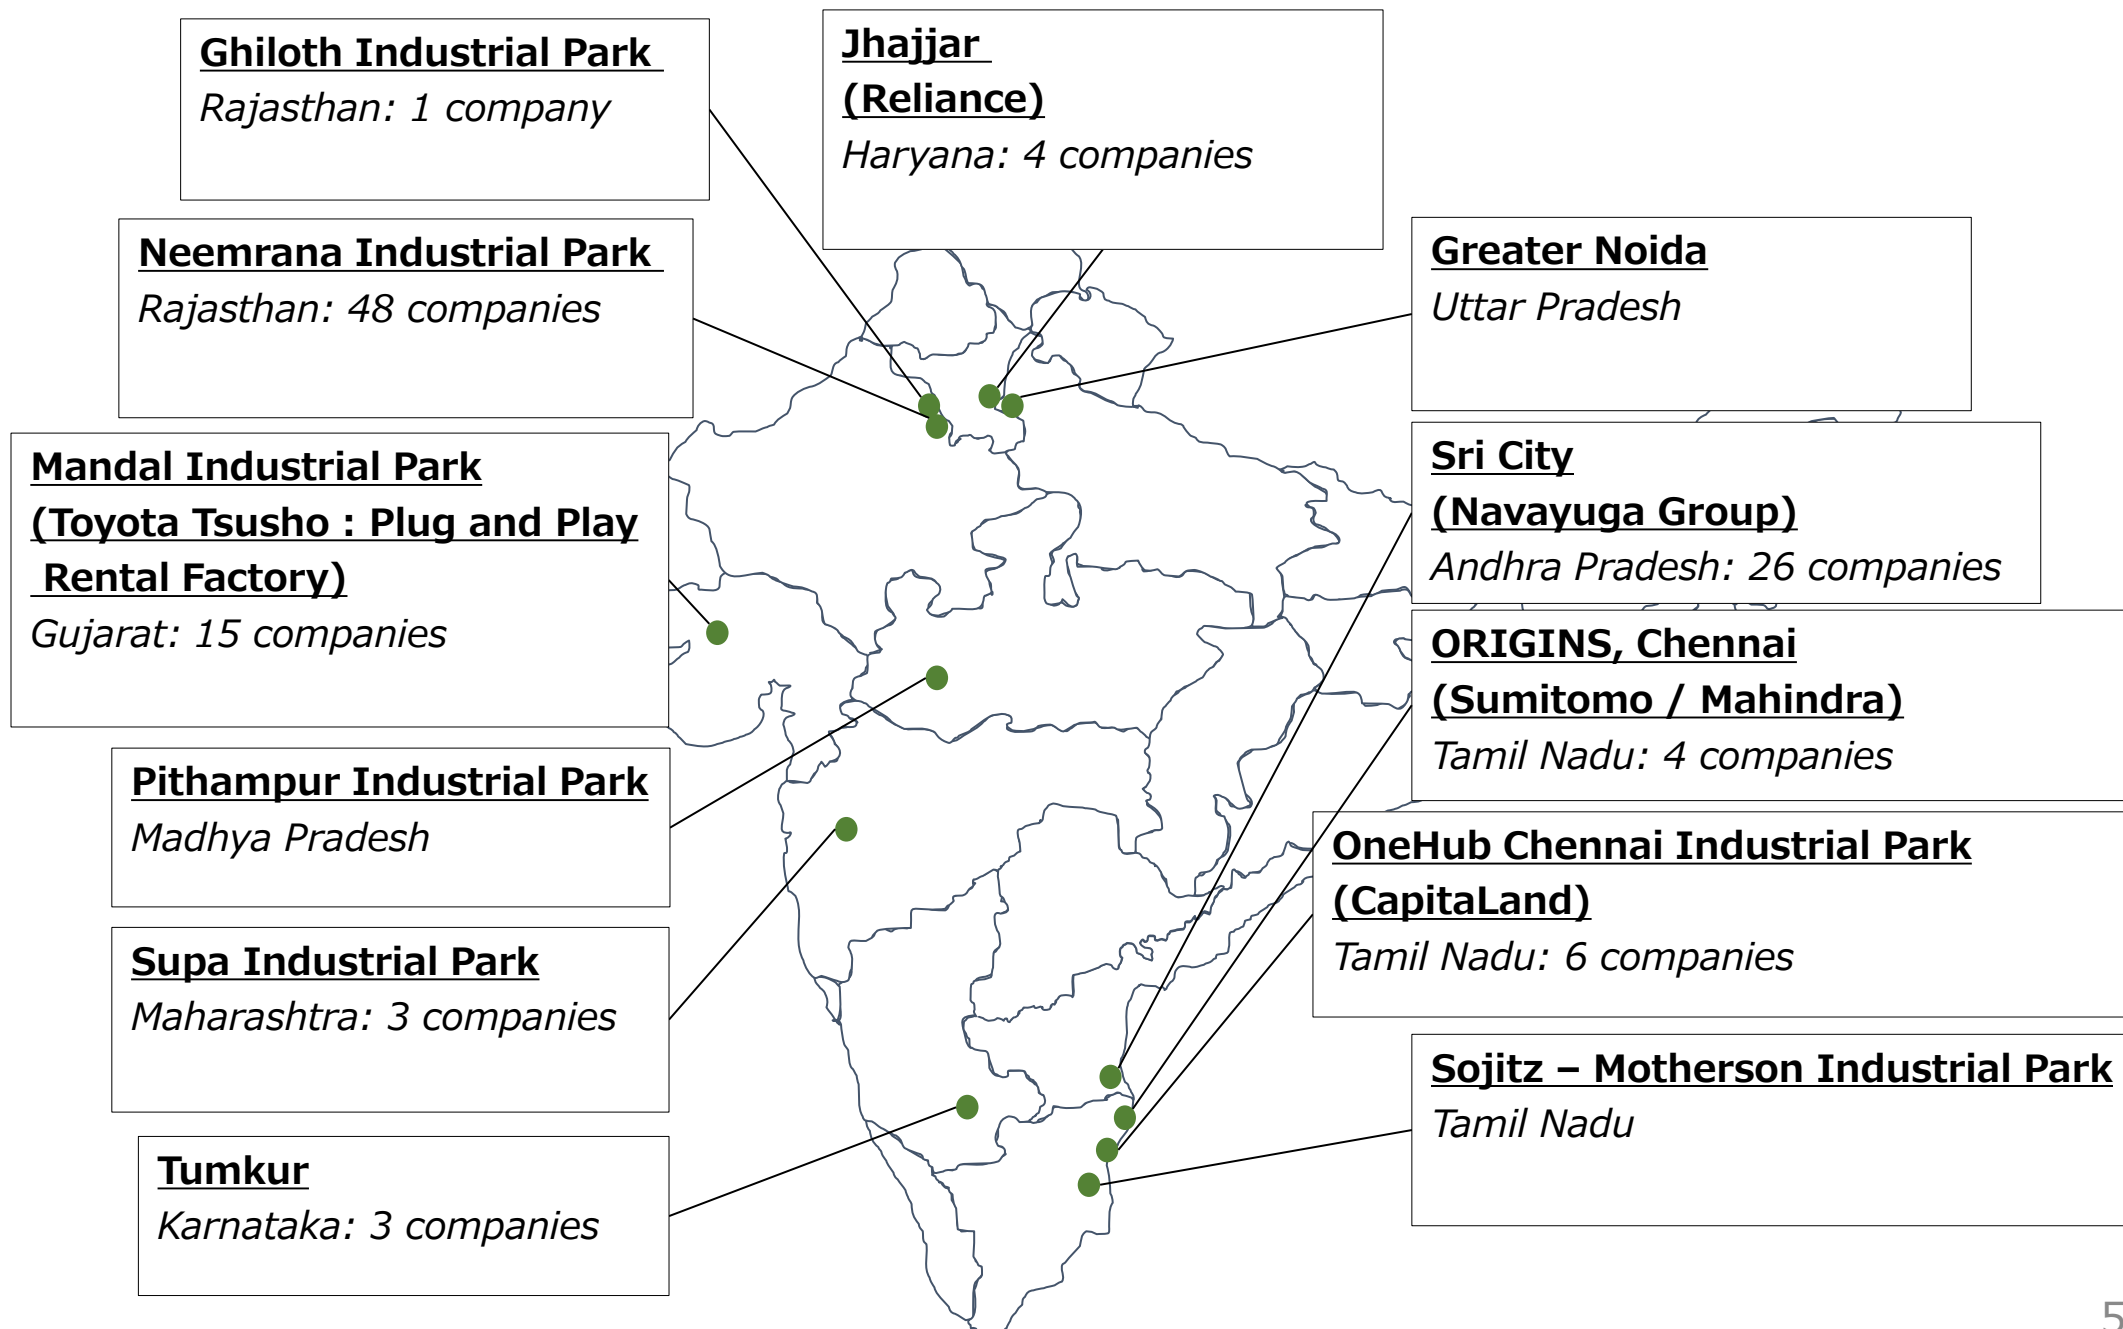 Ghiloth Industrial Park
Rajasthan: 1 company
Jhajjar
(Reliance)
Haryana: 4 companies
Neemrana Industrial Park
Rajasthan: 48 companies
Greater Noida
Uttar Pradesh
Mandal Industrial Park
(Toyota Tsusho : Plug and Play
Rental Factory)
Gujarat: 15 companies
Sri City
(Navayuga Group)
Andhra Pradesh: 26 companies
ORIGINS, Chennai
(Sumitomo / Mahindra)
Tamil Nadu: 4 companies
Pithampur Industrial Park
Madhya Pradesh
OneHub Chennai Industrial Park
(CapitaLand)
Tamil Nadu: 6 companies
Supa Industrial Park
Maharashtra: 3 companies
Sojitz – Motherson Industrial Park
Tamil Nadu
Tumkur
Karnataka: 3 companies
5